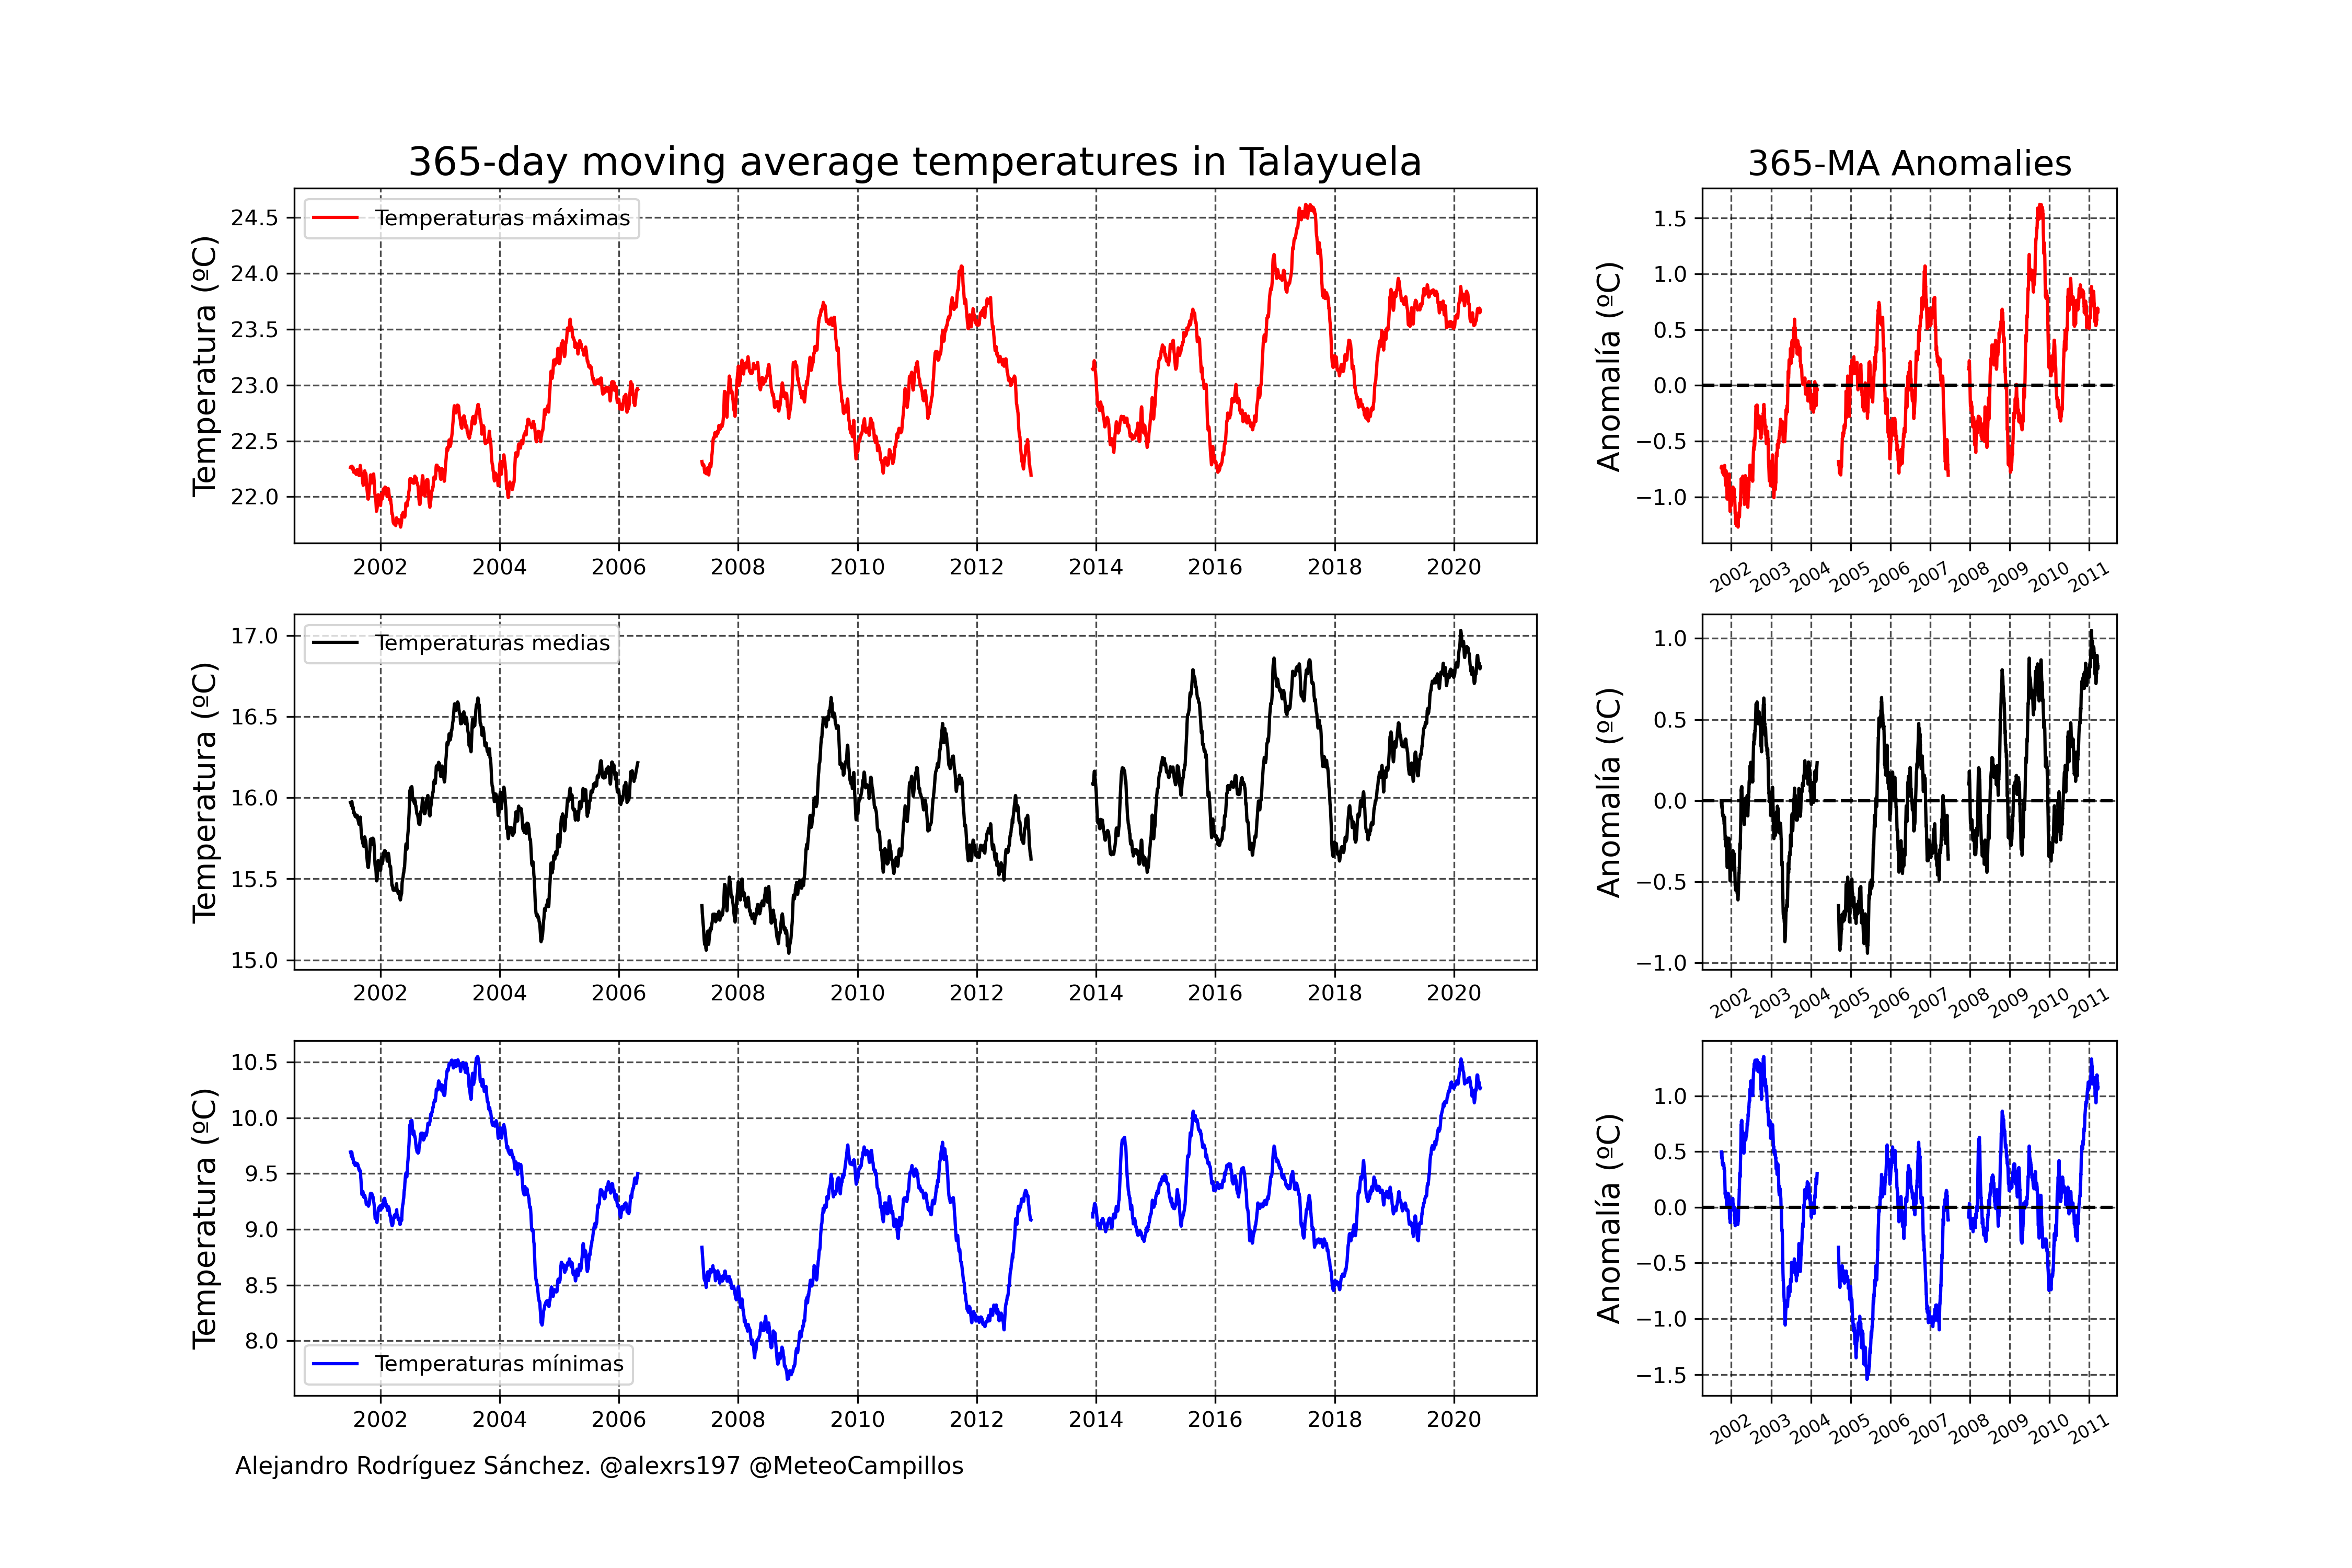 365-day moving average temperatures in Talayuela
365-MA Anomalies
Temperatura (ºC)
24.5
24.0
23.5
23.0
22.5
22.0
Temperaturas máximas
2002 2004 2006 2008 2010 2012 2014 2016 2018 2020
Anomalía (ºC)
1.5
1.0
0.5
0.0
−0.5
−1.0
2002 2003 2004 2005 2006 2007 2008 2009 2010 2011
Temperatura (ºC)
17.0
16.5
16.0
15.5
15.0
Temperaturas medias
2002 2004 2006 2008 2010 2012 2014 2016 2018 2020
Anomalía (ºC)
1.0
0.5
0.0
−0.5
−1.0
2002 2003 2004 2005 2006 2007 2008 2009 2010 2011
Temperatura (ºC)
10.5
10.0
9.5
9.0
8.5
8.0
Temperaturas mínimas
2002 2004 2006 2008 2010 2012 2014 2016 2018 2020
Anomalía (ºC)
1.0
0.5
0.0
−0.5
−1.0
−1.5
2002 2003 2004 2005 2006 2007 2008 2009 2010 2011
Alejandro Rodríguez Sánchez. @alexrs197 @MeteoCampillos